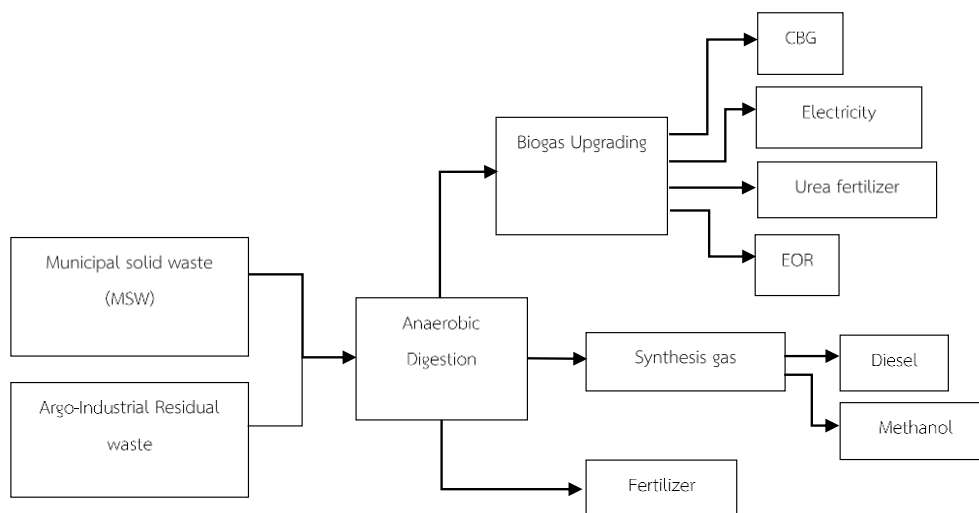 CBG
Electricity
Biogas Upgrading
Urea fertilizer
EOR
Municipal solid waste
(MSW)
Anaerobic
Digestion
Synthesis gas
Diesel
Argo-Industrial Residual
waste
Methanol
Fertilizer